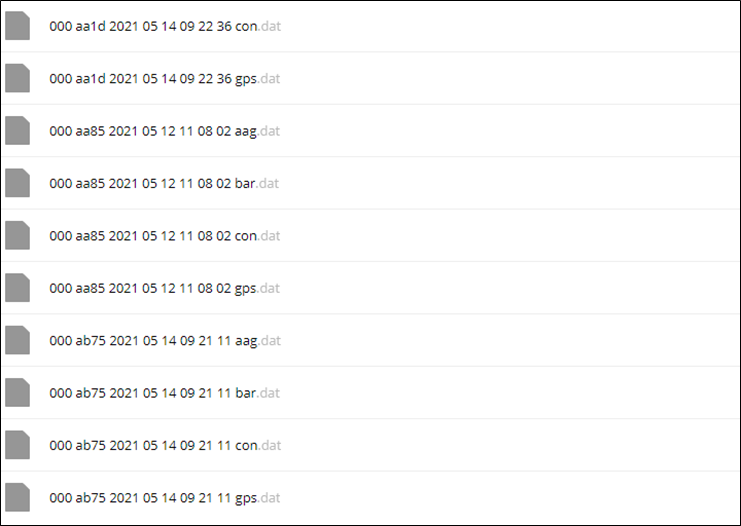 000 aa1d 2021 05 14 09 22 36 con.dat
000 aa1d 2021 05 14 09 22 36 gps.dat
000 aa85 2021 05 12 11 08 02 aag.dat
000 aa85 2021 05 12 11 08 02 bar.dat
000 aa85 2021 05 12 11 08 02 con.dat
000 aa85 2021 05 12 11 08 02 gps.dat
000 ab75 2021 05 14 09 21 11 aag.dat
000 ab75 2021 05 14 09 21 11 bar.dat
000 ab75 2021 05 14 09 21 11 con.dat
000 ab75 2021 05 14 09 21 11 gps.dat